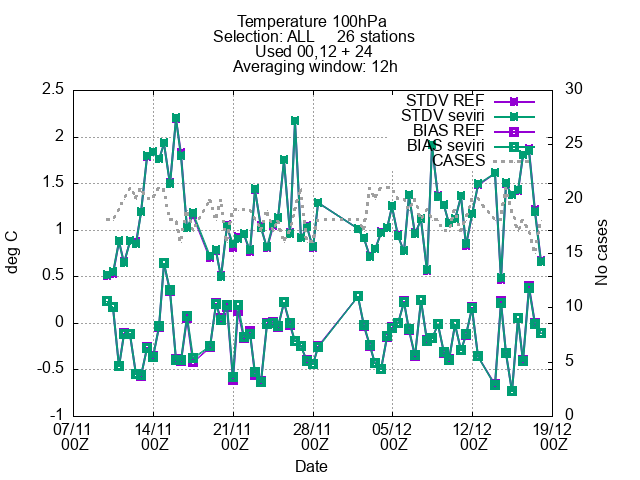 Temperature 100hPa
Selection: ALL 26 stations
Used 00,12 + 24
Averaging window: 12h
2.5
2
1.5
1
0.5
0
-0.5
-1
deg C
30
25
20
15
10
5
0
No cases
STDV REF
STDV seviri
BIAS REF
BIAS seviri
CASES
07/11 14/11 21/11 28/11 05/12 12/12 19/12
00Z 00Z 00Z 00Z 00Z 00Z 00Z
Date